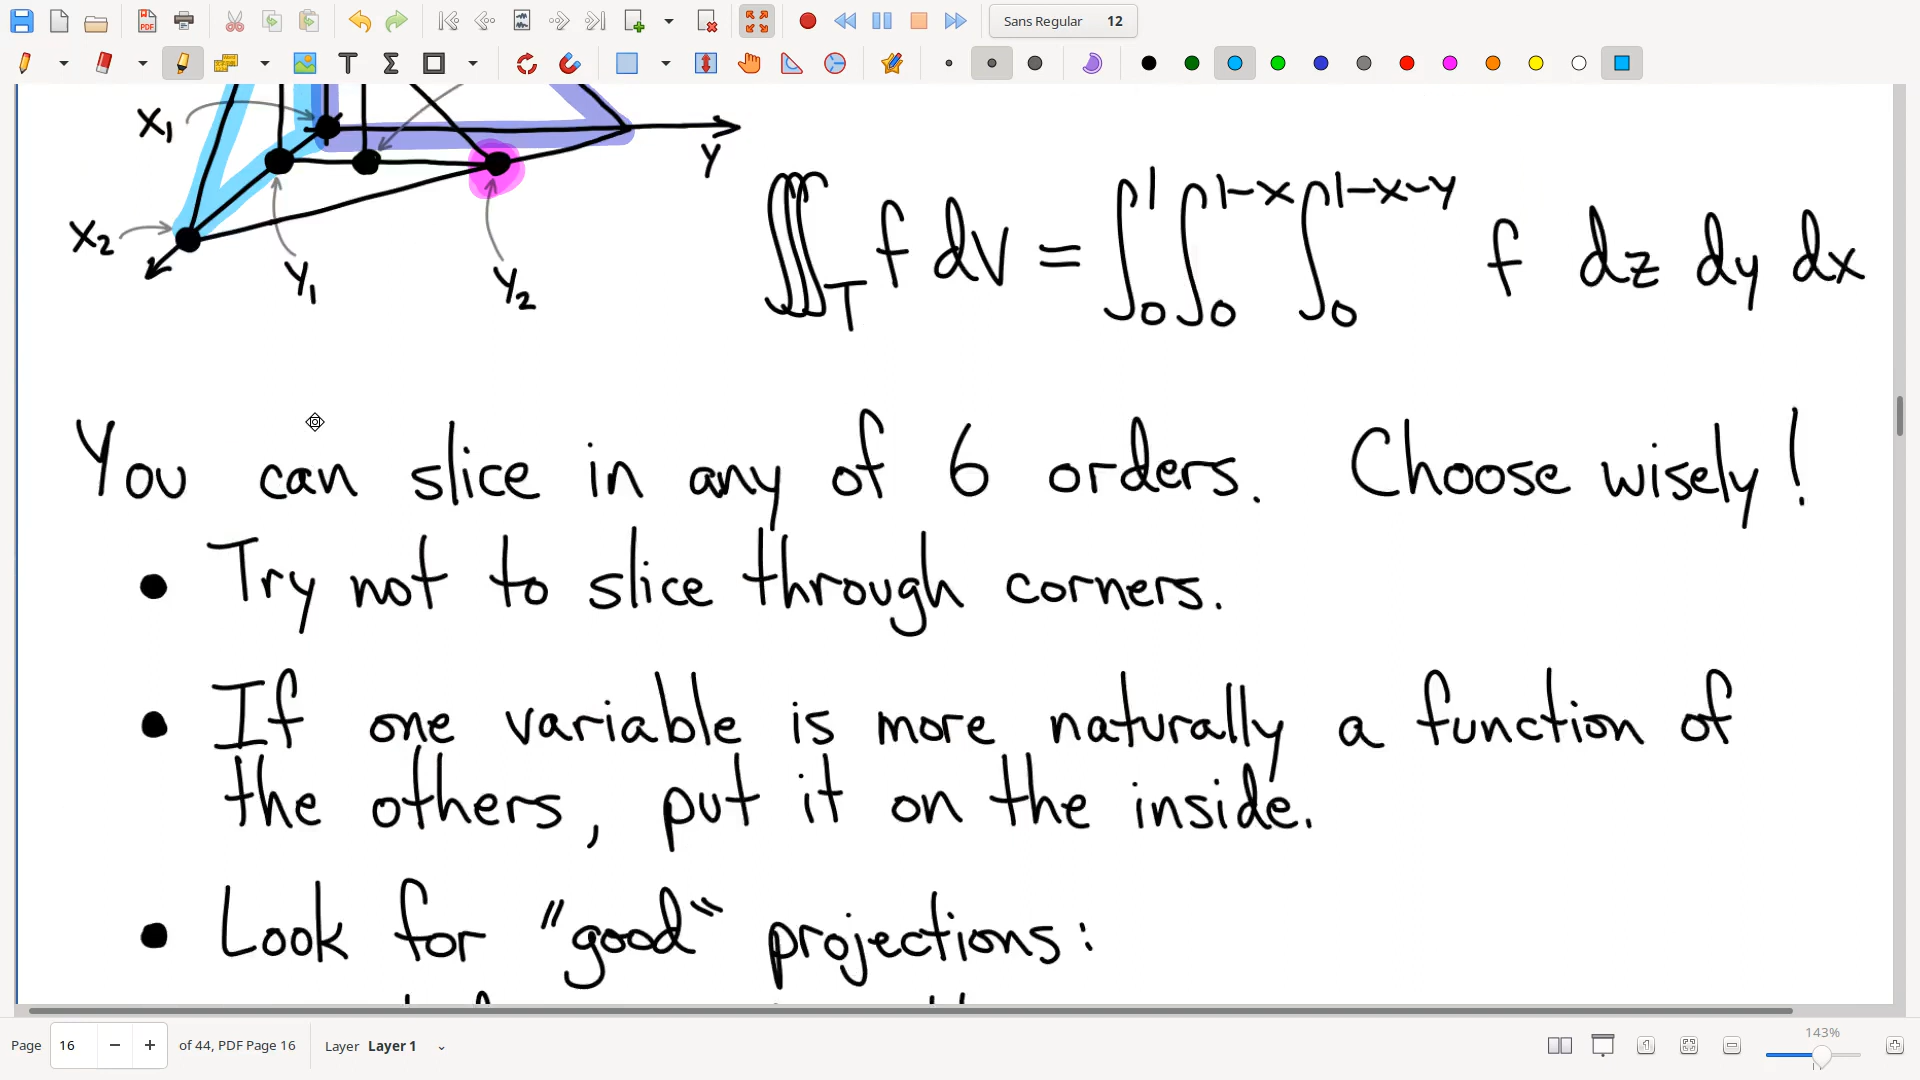 Sans Regular 12
X₁
Y
X₂
Y₁
Y₂
∭_T f dV = ∫₀¹ ∫₀^{1-x} ∫₀^{1-x-y} f dz dy dx
You can slice in any of 6 orders. Choose wisely!
• Try not to slice through corners.
• If one variable is more naturally a function of
the others, put it on the inside.
• Look for "good" projections:
Page 16 − + of 44, PDF Page 16 Layer Layer 1 143%